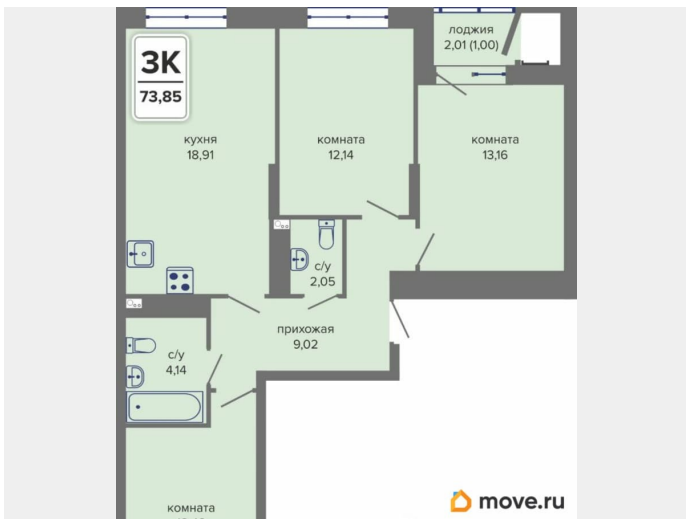 3К
73,85
кухня
18,91
комната
12,14
лоджия
2,01 (1,00)
комната
13,16
с/у
2,05
прихожая
9,02
с/у
4,14
комната
move.ru